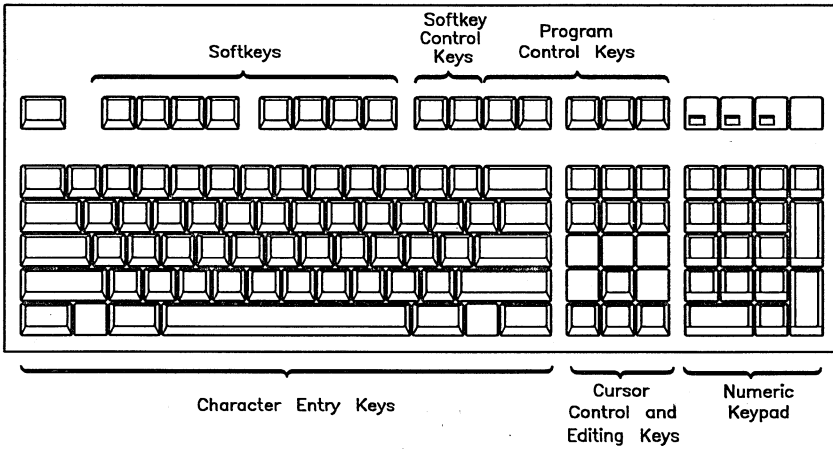 Softkeys
Softkey
Control
Keys
Program
Control Keys
Character Entry Keys
Cursor
Control and
Editing Keys
Numeric
Keypad